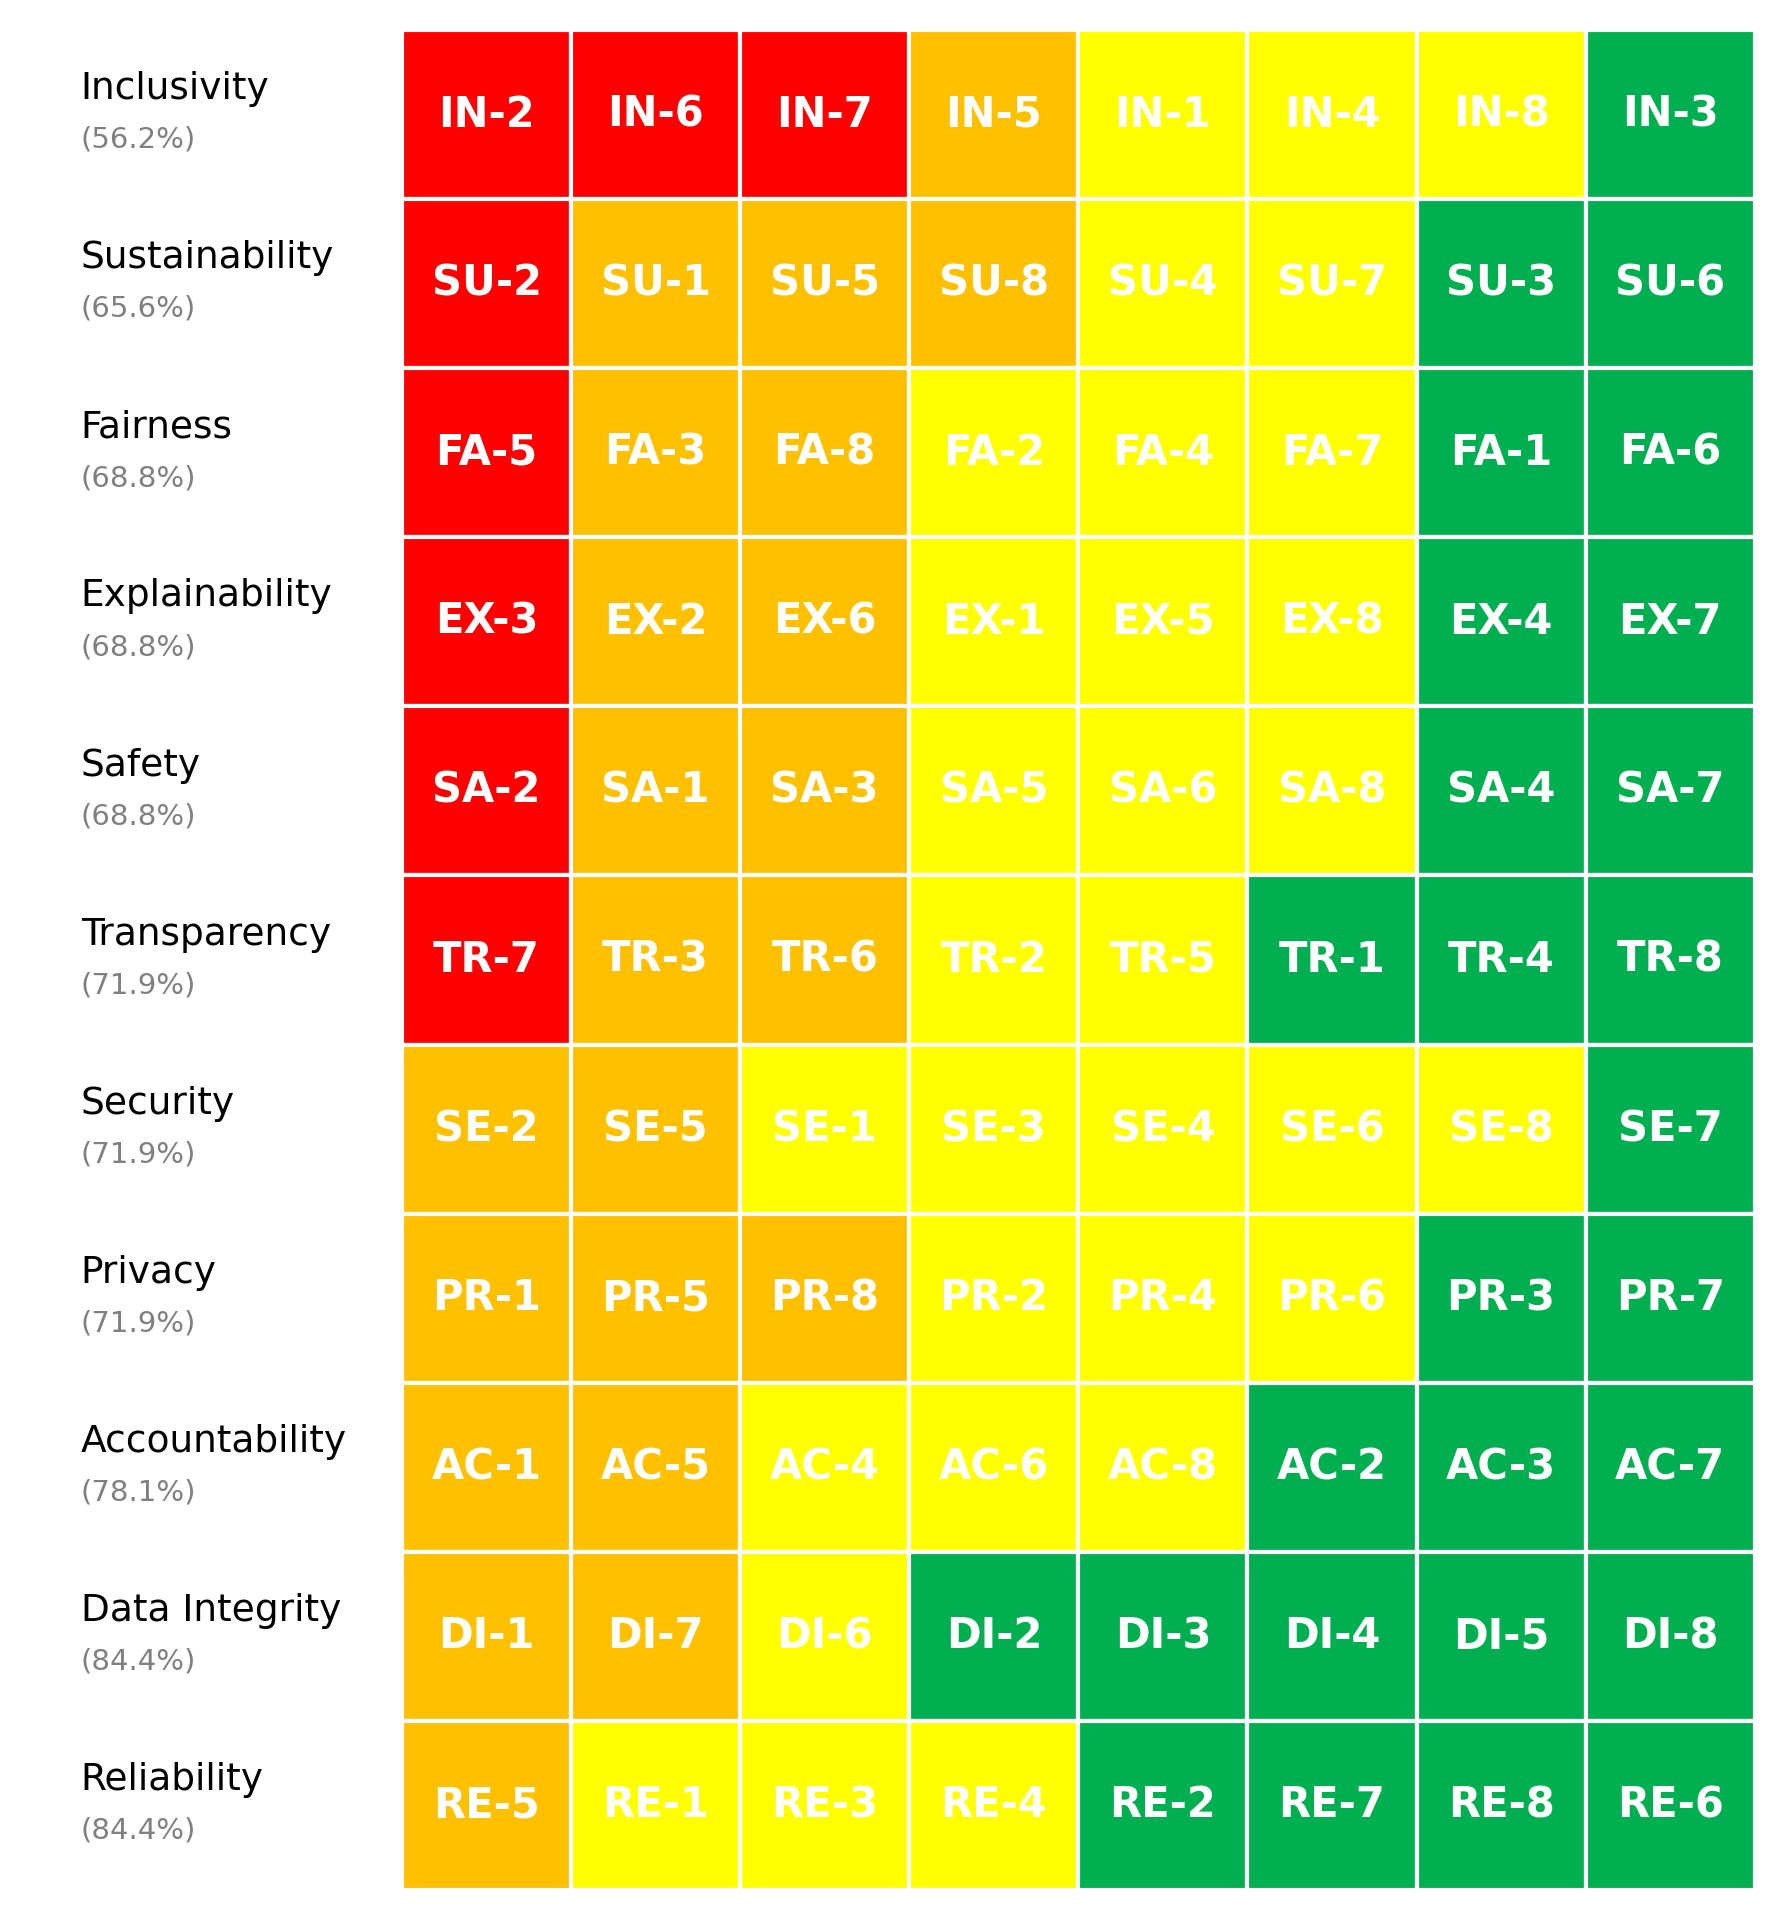 Inclusivity
(56.2%)
IN-2 IN-6 IN-7 IN-5 IN-1 IN-4 IN-8 IN-3
Sustainability
(65.6%)
SU-2 SU-1 SU-5 SU-8 SU-4 SU-7 SU-3 SU-6
Fairness
(68.8%)
FA-5 FA-3 FA-8 FA-2 FA-4 FA-7 FA-1 FA-6
Explainability
(68.8%)
EX-3 EX-2 EX-6 EX-1 EX-5 EX-8 EX-4 EX-7
Safety
(68.8%)
SA-2 SA-1 SA-3 SA-5 SA-6 SA-8 SA-4 SA-7
Transparency
(71.9%)
TR-7 TR-3 TR-6 TR-2 TR-5 TR-1 TR-4 TR-8
Security
(71.9%)
SE-2 SE-5 SE-1 SE-3 SE-4 SE-6 SE-8 SE-7
Privacy
(71.9%)
PR-1 PR-5 PR-8 PR-2 PR-4 PR-6 PR-3 PR-7
Accountability
(78.1%)
AC-1 AC-5 AC-4 AC-6 AC-8 AC-2 AC-3 AC-7
Data Integrity
(84.4%)
DI-1 DI-7 DI-6 DI-2 DI-3 DI-4 DI-5 DI-8
Reliability
(84.4%)
RE-5 RE-1 RE-3 RE-4 RE-2 RE-7 RE-8 RE-6